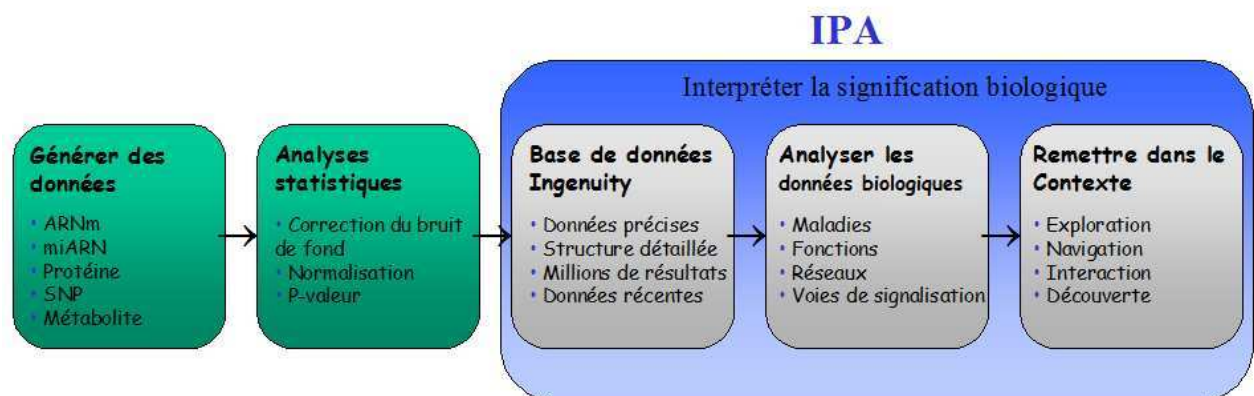 IPA
Interpréter la signification biologique
Générer des
données
• ARNm
• miARN
• Protéine
• SNP
• Métabolite
Analyses
statistiques
• Correction du bruit
de fond
• Normalisation
• P-valeur
Base de données
Ingenuity
• Données précises
• Structure détaillée
• Millions de résultats
• Données récentes
Analyser les
données biologiques
• Maladies
• Fonctions
• Réseaux
• Voies de signalisation
Remettre dans le
Contexte
• Exploration
• Navigation
• Interaction
• Découverte